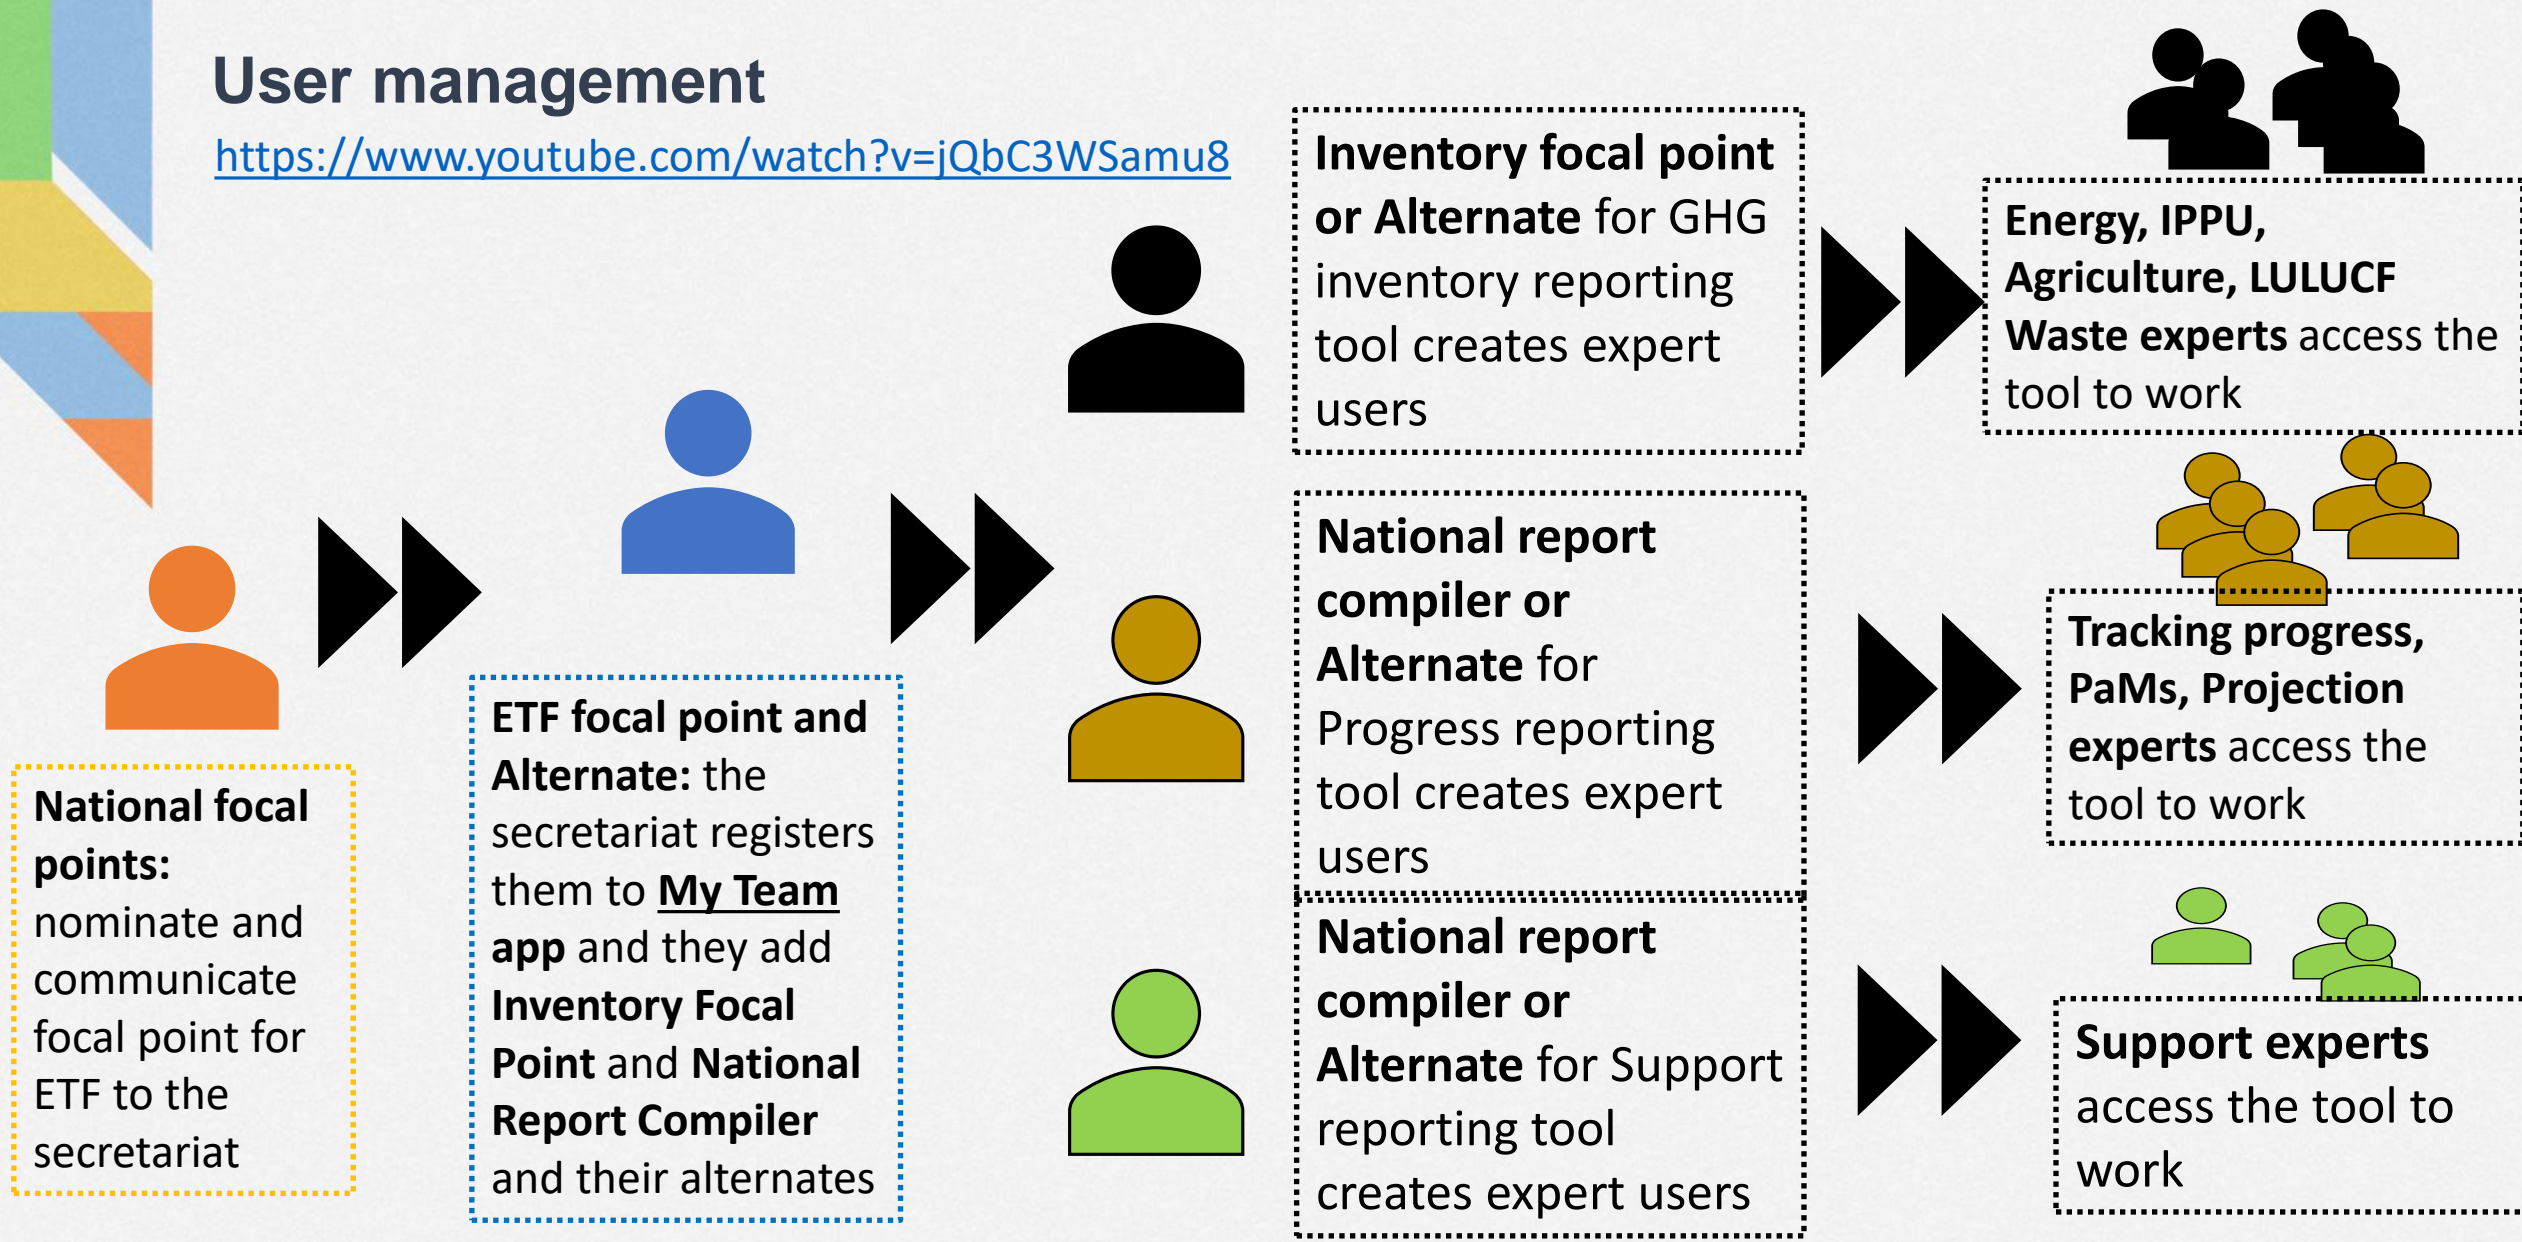 User management
https://www.youtube.com/watch?v=jQbC3WSamu8
National focal
points:
nominate and
communicate
focal point for
ETF to the
secretariat
ETF focal point and
Alternate: the
secretariat registers
them to My Team
app and they add
Inventory Focal
Point and National
Report Compiler
and their alternates
Inventory focal point
or Alternate for GHG
inventory reporting
tool creates expert
users
Energy, IPPU,
Agriculture, LULUCF
Waste experts access the
tool to work
National report
compiler or
Alternate for
Progress reporting
tool creates expert
users
Tracking progress,
PaMs, Projection
experts access the
tool to work
National report
compiler or
Alternate for Support
reporting tool
creates expert users
Support experts
access the tool to
work